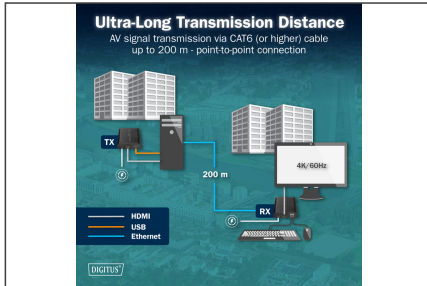 Ultra-Long Transmission Distance
AV signal transmission via CAT6 (or higher) cable
up to 200 m - point-to-point connection
TX
4K/60Hz
200 m
RX
HDMI
USB
Ethernet
DIGITUS®